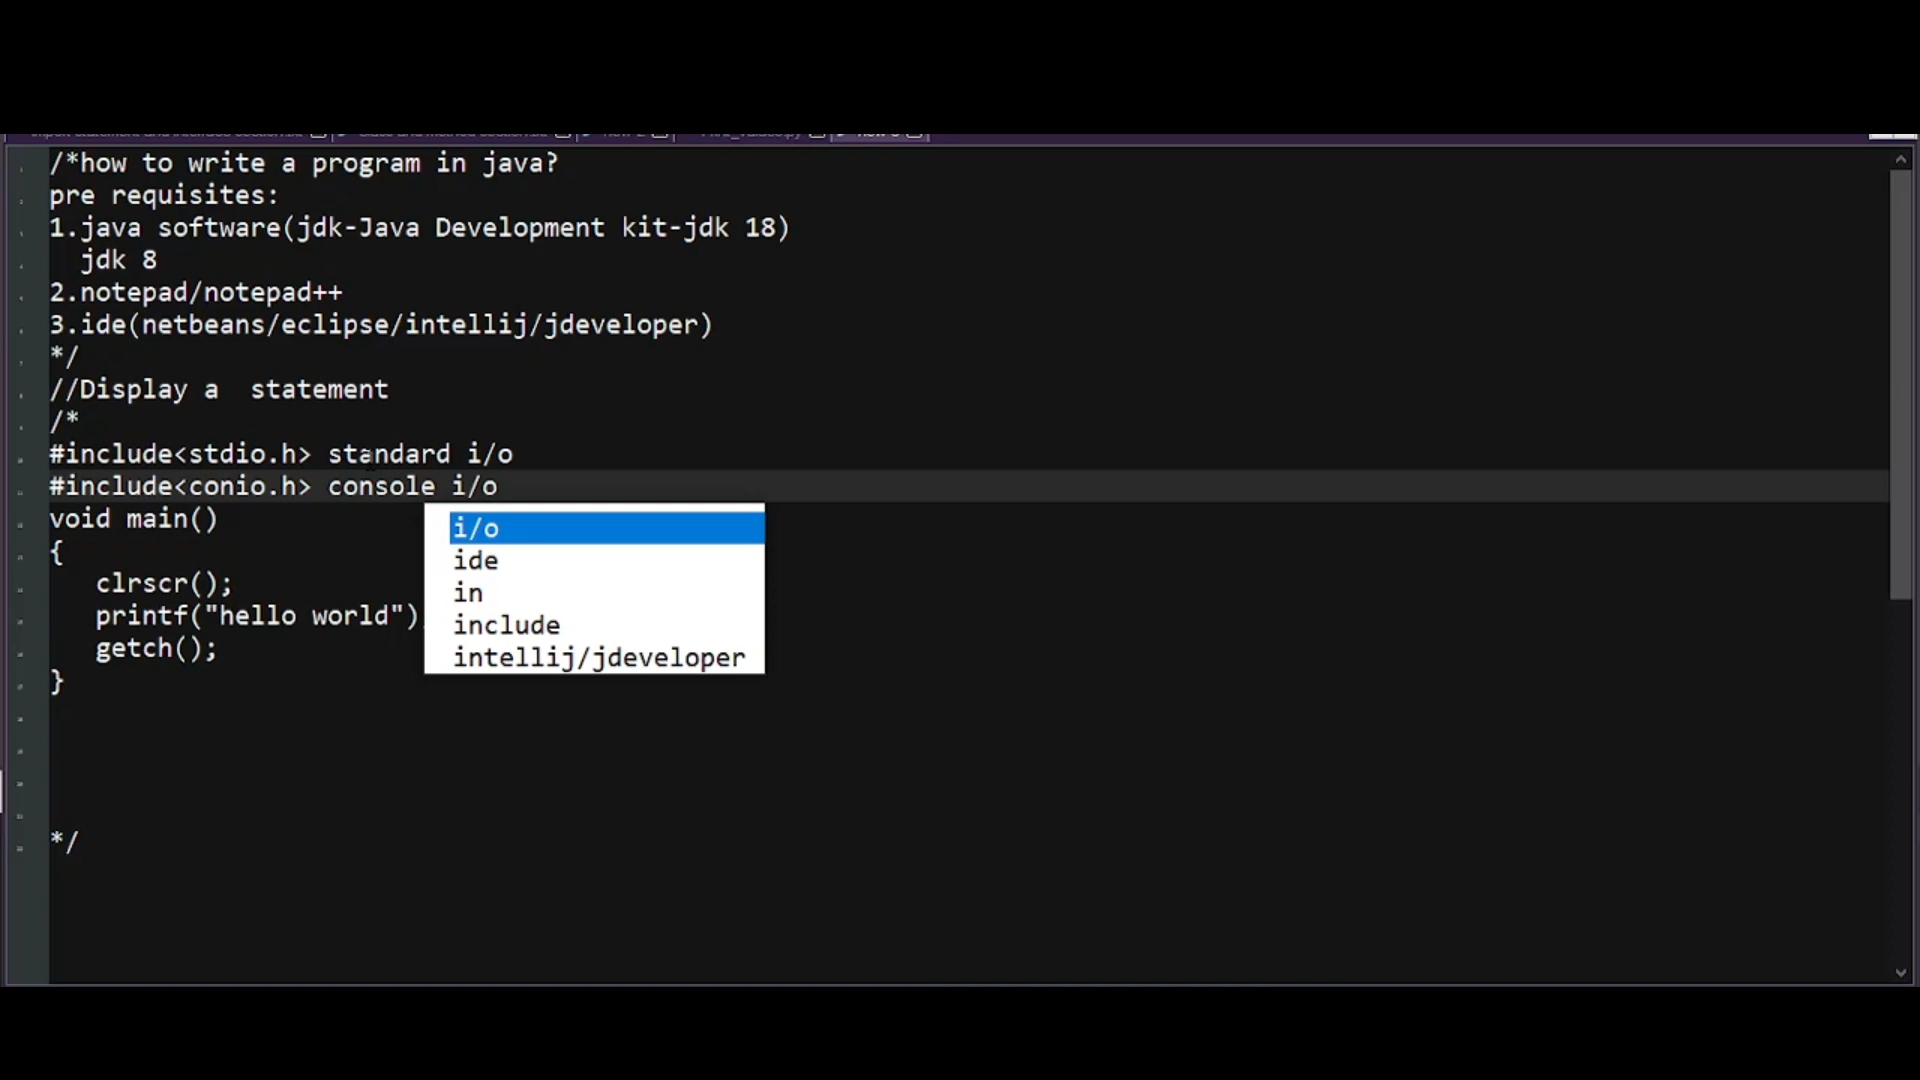 /*how to write a program in java?
pre requisites:
1.java software(jdk-Java Development kit-jdk 18)
jdk 8
2.notepad/notepad++
3.ide(netbeans/eclipse/intellij/jdeveloper)
*/
//Display a  statement
/*
#include<stdio.h> standard i/o
#include<conio.h> console i/o
void main()
{
clrscr();
printf("hello world")
getch();
}
*/
i/o
ide
in
include
intellij/jdeveloper